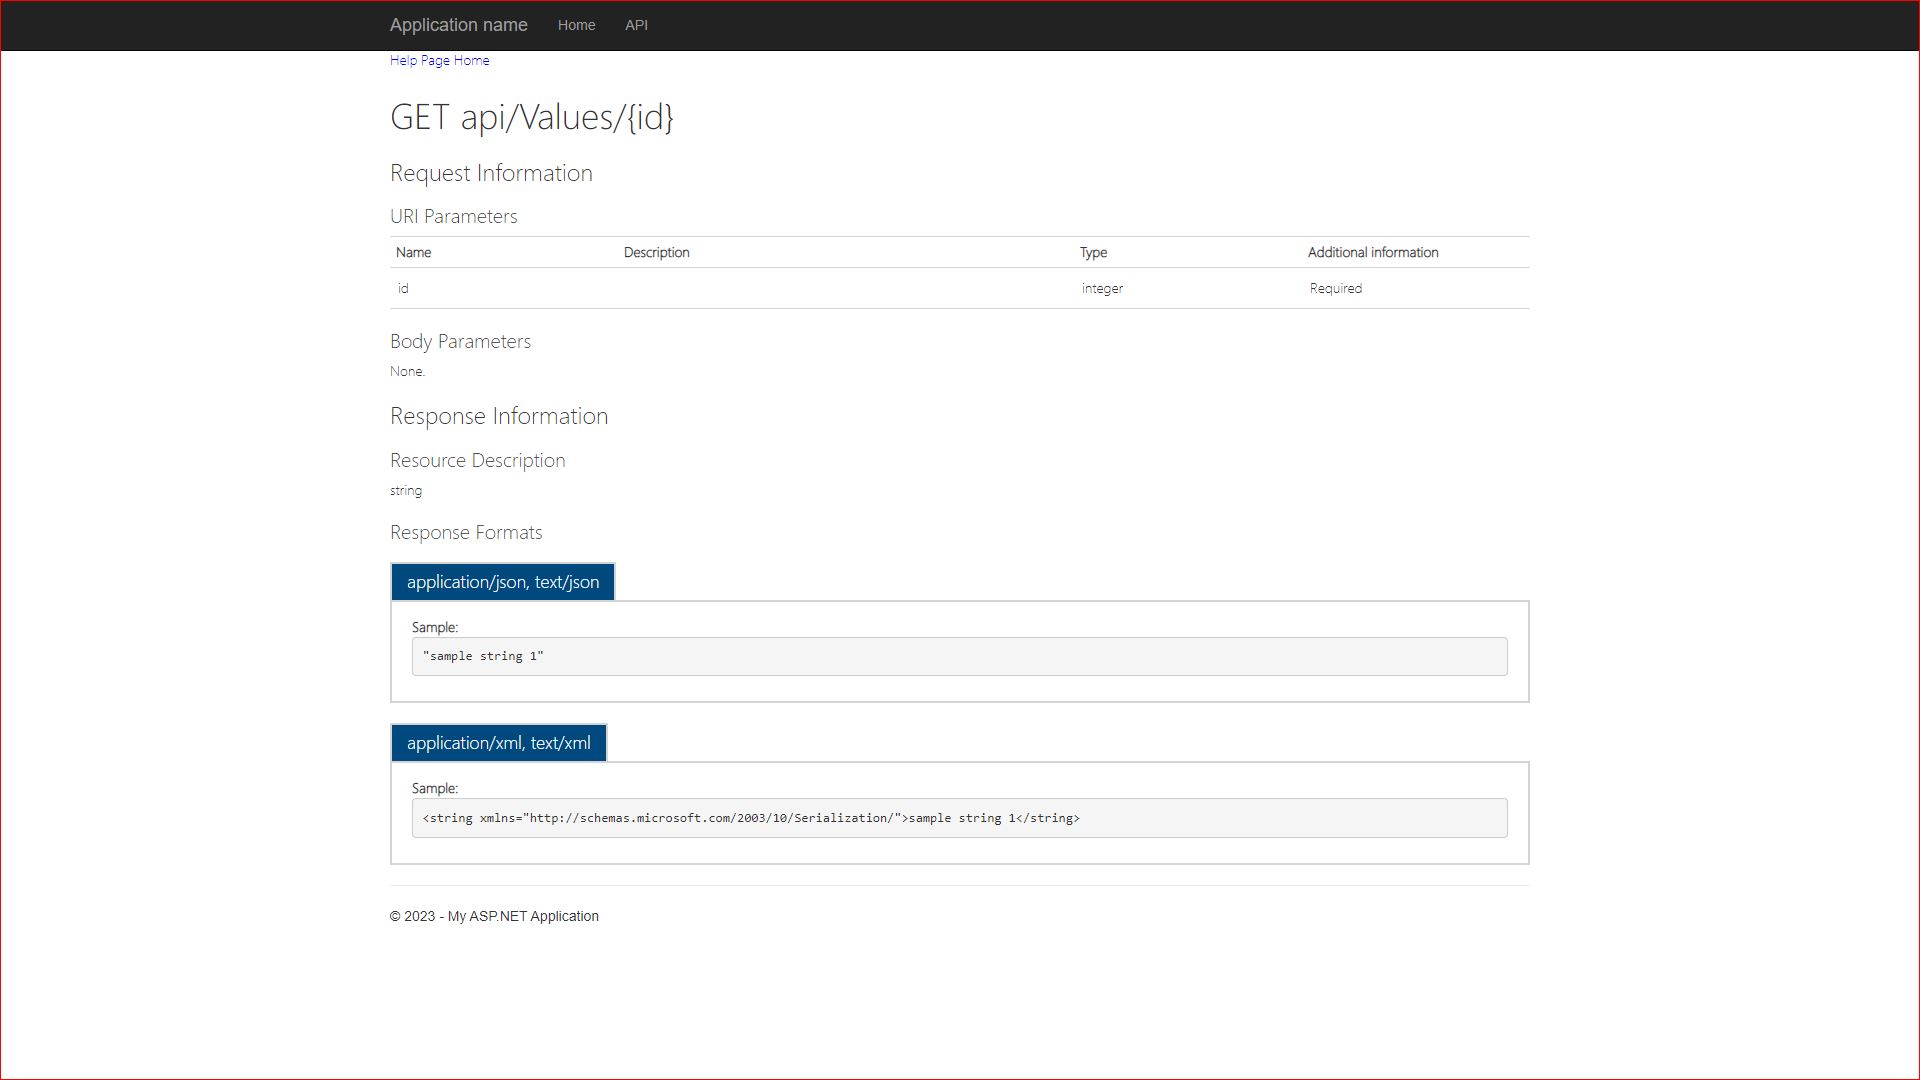 Application name Home API
Help Page Home
GET api/Values/{id}
Request Information
URI Parameters
Name Description Type Additional information
id integer Required
Body Parameters
None.
Response Information
Resource Description
string
Response Formats
application/json, text/json
Sample:
"sample string 1"
application/xml, text/xml
Sample:
<string xmlns="http://schemas.microsoft.com/2003/10/Serialization/">sample string 1</string>
© 2023 - My ASP.NET Application